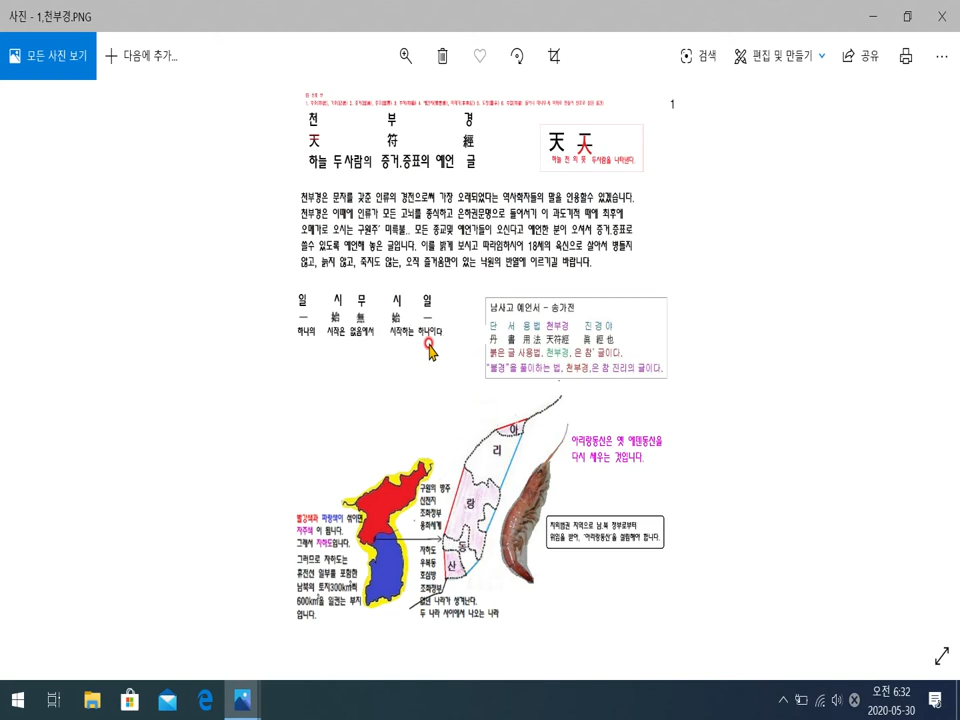 사진 - 1,천부경.PNG
모든 사진 보기
다음에 추가...
검색
편집 및 만들기
공유
1
천 부 경
天 符 經
하늘 두사람의 증거.증표의 예언 글
天 天
하늘 천 의 뜻 두사람을 나타낸다.
천부경은 문자를 갖춘 인류의 경전으로써 가장 오래되었다는 역사학자들의 말을 인용할수 있겠습니다.
천부경은 이때에 인류가 모든 고뇌를 종식하고 은하권문명으로 들어서기 이 과도기적 때에 최후에
오메가로 오시는 구원주' 미륵불.. 모든 종교및 예언가들이 오신다고 예언한 분이 오셔서 증거.증표로
쓸수 있도록 예언해 놓은 글입니다. 이를 밝게 보시고 따라임하시어 18세의 육신으로 살아서 병들지
않고, 늙지 않고, 죽지도 않는, 오직 즐거움만이 있는 낙원의 반열에 이르기길 바랍니다.
일 시 무 시 일
一 始 無 始 一
하나의 시작은 없음에서 시작하는 하나이다
남사고 예언서 - 송가전
단 서 용 법 천부경 진 경 야
丹 書 用 法 天符經 眞 經 也
붉은 글 사용법, 천부경, 은 참' 글이다.
"불경"을 풀이하는 법, 천부경,은 참 진리의 글이다.
아
리
랑
동
산
아리랑동산은 옛 에덴동산을
다시 세우는 것입니다.
구원의 방주
신천지
조화정부
용화세계
빨강색과 파랑색이 섞이면
자주색 이 됩니다.
그래서 자하도입니다.
그러므로 자하도는
휴전선 일부를 포함한
남북의 토지300km²씩
600km²을 일컫는 부지
입니다.
자하도
우복동
토심방
조화정부
없던 나라가 생겨난다.
두 나라 사이에서 나오는 나라
치외법권 지역으로 남.북 정부로부터
위임을 받아, '아리랑동산'을 설립해야 합니다.
오전 6:32
2020-05-30